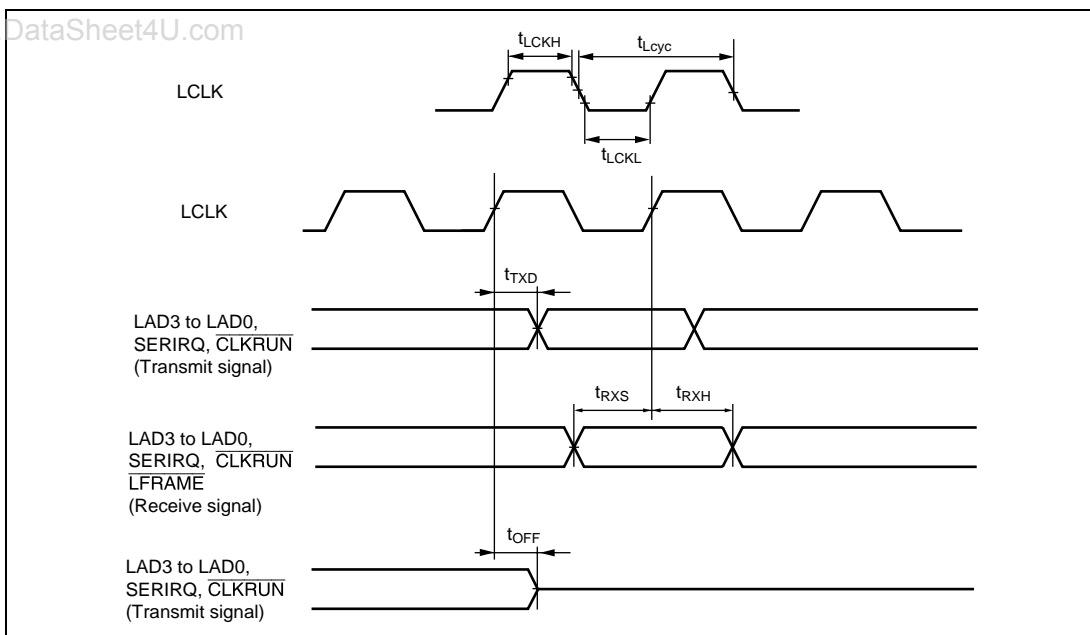 DataSheet4U.com
tLCKH
tLcyc
LCLK
tLCKL
LCLK
tTXD
LAD3 to LAD0,
SERIRQ, CLKRUN
(Transmit signal)
tRXS
tRXH
LAD3 to LAD0,
SERIRQ, CLKRUN
LFRAME
(Receive signal)
tOFF
LAD3 to LAD0,
SERIRQ, CLKRUN
(Transmit signal)